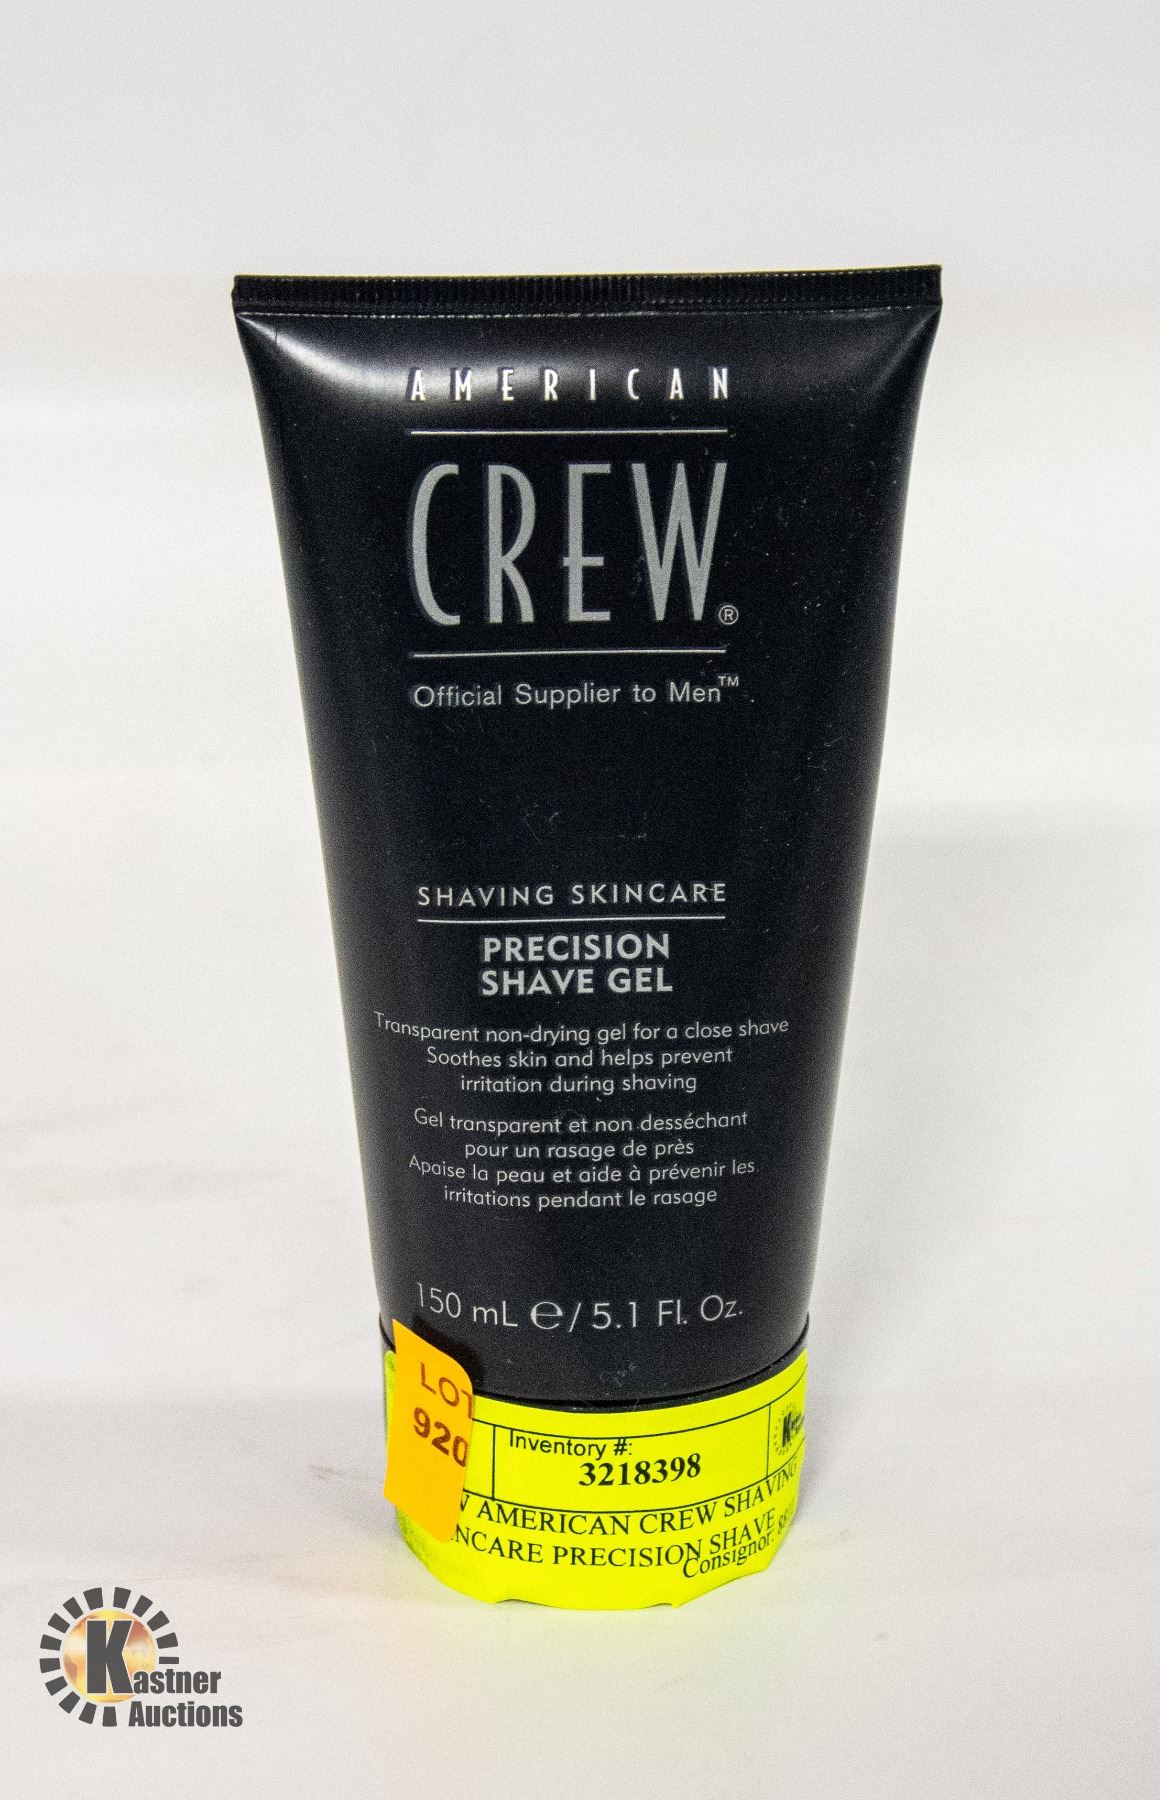 AMERICAN
CREW®
Official Supplier to Men™
SHAVING SKINCARE
PRECISION
SHAVE GEL
Transparent non-drying gel for a close shave
Soothes skin and helps prevent
irritation during shaving
Gel transparent et non desséchant
pour un rasage de près
Apaise la peau et aide à prévenir les
irritations pendant le rasage
150 mL ℮/ 5.1 Fl. Oz.
LOT
920
Inventory #:
3218398
AMERICAN CREW SHAVING
PRECISION SHAVE
Consignor:
Kastner
Auctions